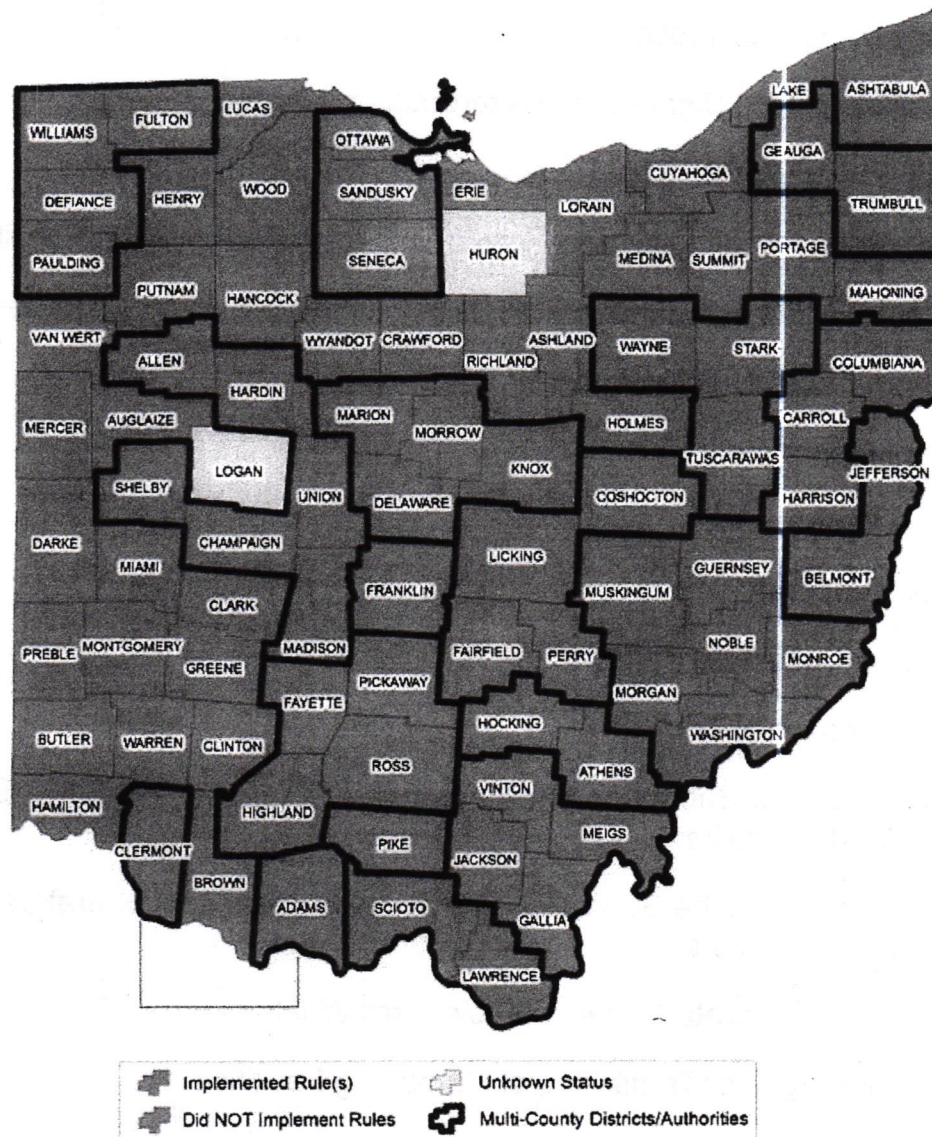 LAKE
ASHTABULA
LUCAS
FULTON
WILLIAMS
OTTAWA
GEAUGA
CUYAHOGA
DEFIANCE
HENRY
WOOD
SANDUSKY
ERIE
LORAIN
TRUMBULL
PAULDING
SENECA
HURON
MEDINA
SUMMIT
PORTAGE
PUTNAM
HANCOCK
MAHONING
VAN WERT
WYANDOT
CRAWFORD
RICHLAND
ASHLAND
WAYNE
STARK
ALLEN
COLUMBIANA
HARDIN
MERCER
AUGLAIZE
MARION
MORROW
HOLMES
CARROLL
LOGAN
KNOX
TUSCARAWAS
JEFFERSON
SHELBY
UNION
DELAWARE
COSHOCTON
HARRISON
DARKE
CHAMPAIGN
LICKING
MIAMI
FRANKLIN
MUSKINGUM
GUERNSEY
BELMONT
CLARK
PREBLE
MONTGOMERY
GREENE
MADISON
FAIRFIELD
PERRY
NOBLE
MONROE
PICKAWAY
FAYETTE
MORGAN
HOCKING
BUTLER
WARREN
CLINTON
WASHINGTON
ROSS
ATHENS
VINTON
HAMILTON
HIGHLAND
PIKE
MEIGS
CLERMONT
JACKSON
BROWN
ADAMS
SCIOTO
GALLIA
LAWRENCE
Implemented Rule(s) Unknown Status
Did NOT Implement Rules Multi-County Districts/Authorities